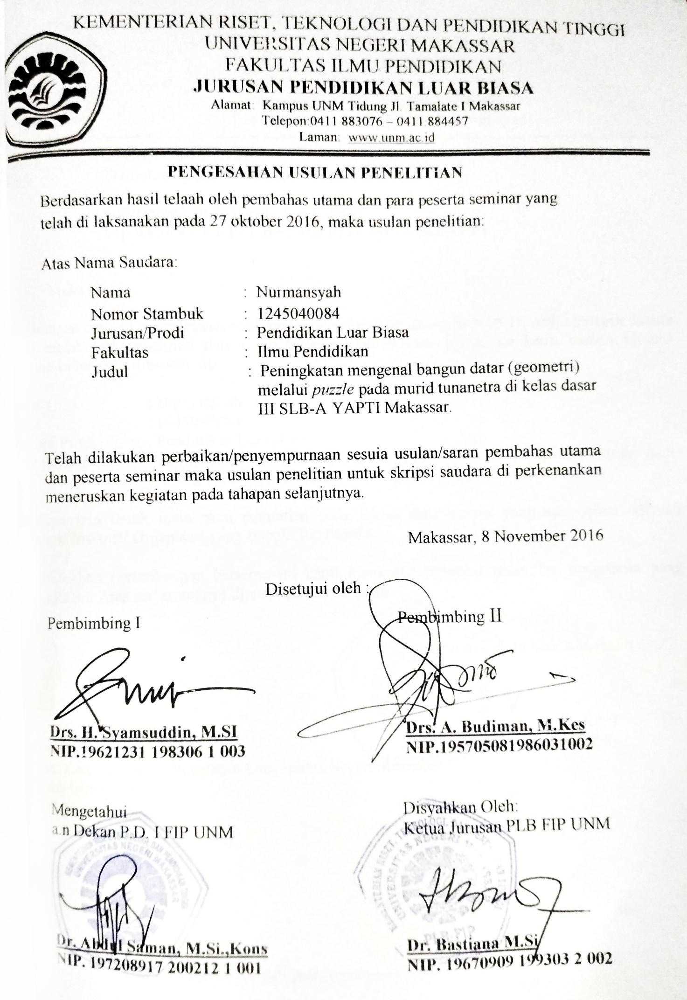 KEMENTERIAN RISET, TEKNOLOGI DAN PENDIDIKAN TINGGI
UNIVERSITAS NEGERI MAKASSAR
FAKULTAS ILMU PENDIDIKAN
JURUSAN PENDIDIKAN LUAR BIASA
Alamat: Kampus UNM Tidung Jl. Tamalate I Makassar
Telepon:0411 883076 – 0411 884457
Laman: www.unm.ac.id
PENGESAHAN USULAN PENELITIAN
Berdasarkan hasil telaah oleh pembahas utama dan para peserta seminar yang
telah di laksanakan pada 27 oktober 2016, maka usulan penelitian:
Atas Nama Saudara:
Nama : Nurmansyah
Nomor Stambuk : 1245040084
Jurusan/Prodi : Pendidikan Luar Biasa
Fakultas : Ilmu Pendidikan
Judul : Peningkatan mengenal bangun datar (geometri)
melalui puzzle pada murid tunanetra di kelas dasar
III SLB-A YAPTI Makassar.
Telah dilakukan perbaikan/penyempurnaan sesuia usulan/saran pembahas utama
dan peserta seminar maka usulan penelitian untuk skripsi saudara di perkenankan
meneruskan kegiatan pada tahapan selanjutnya.
Makassar, 8 November 2016
Disetujui oleh :
Pembimbing I Pembimbing II
Drs. H. Syamsuddin, M.SI Drs. A. Budiman, M.Kes
NIP.19621231 198306 1 003 NIP.195705081986031002
Mengetahui Disyahkan Oleh:
a.n Dekan P.D. I FIP UNM Ketua Jurusan PLB FIP UNM
UNIVERSITAS NEGERI MAKASSAR
PLB FIP
Dr. Abdul Saman, M.Si.,Kons Dr. Bastiana M.Si
NIP. 197208917 200212 1 001 NIP. 19670909 199303 2 002